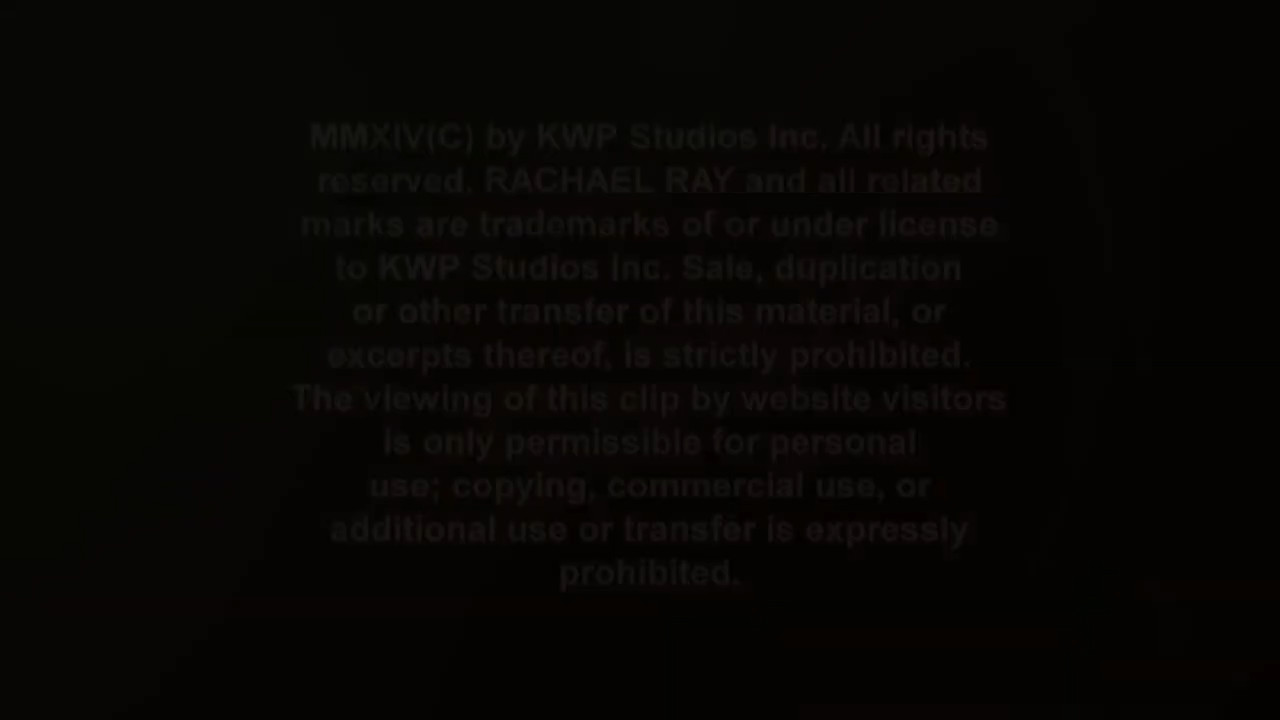 MMXIV(C) by KWP Studios Inc. All rights
reserved. RACHAEL RAY and all related
marks are trademarks of or under license
to KWP Studios Inc. Sale, duplication
or other transfer of this material, or
excerpts thereof, is strictly prohibited.
The viewing of this clip by website visitors
is only permissible for personal
use; copying, commercial use, or
additional use or transfer is expressly
prohibited.